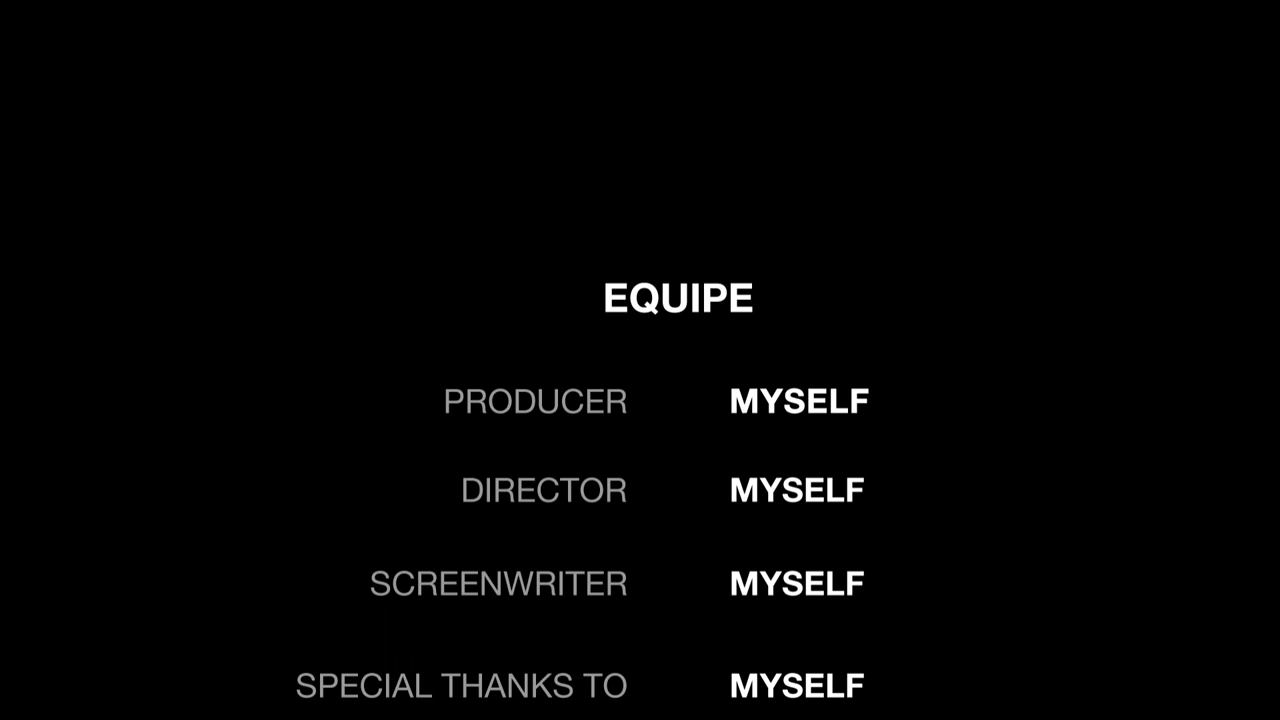 EQUIPE
PRODUCER MYSELF
DIRECTOR MYSELF
SCREENWRITER MYSELF
SPECIAL THANKS TO MYSELF